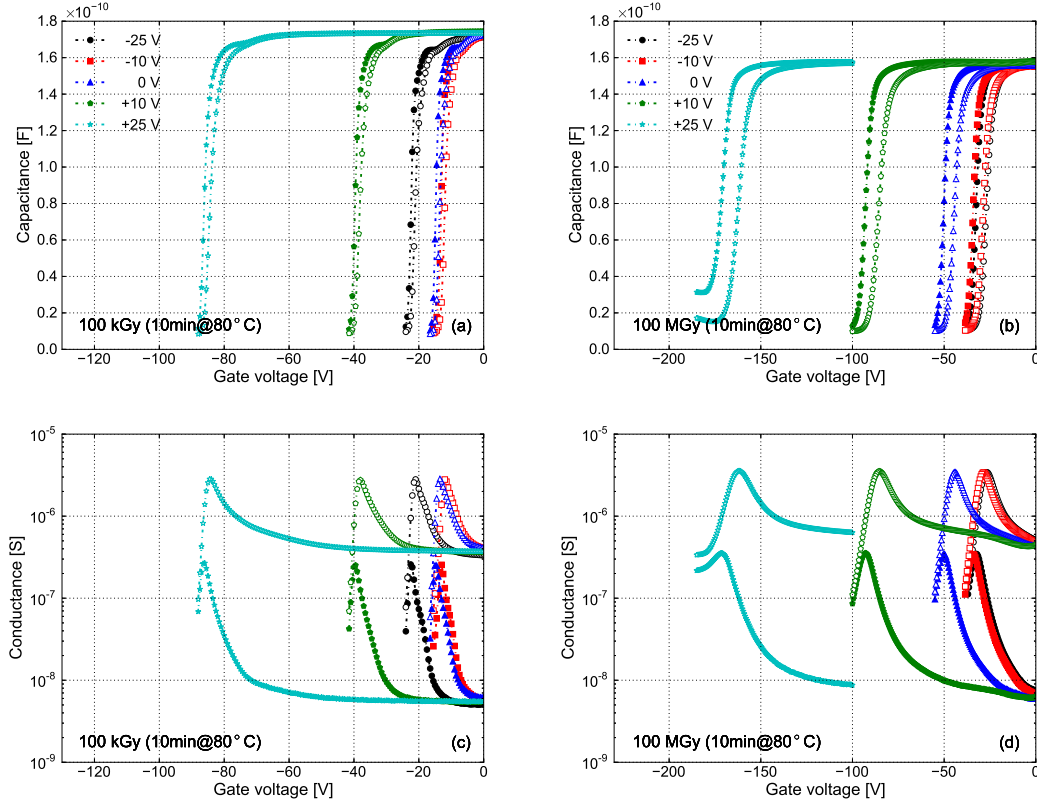 ×10⁻¹⁰
1.8
1.6
1.4
1.2
1.0
0.8
0.6
0.4
0.2
0.0
Capacitance [F]
-25 V
-10 V
0 V
+10 V
+25 V
100 kGy (10min@80°C)
(a)
−120 −100 −80 −60 −40 −20 0
Gate voltage [V]
×10⁻¹⁰
1.8
1.6
1.4
1.2
1.0
0.8
0.6
0.4
0.2
0.0
Capacitance [F]
-25 V
-10 V
0 V
+10 V
+25 V
100 MGy (10min@80°C)
(b)
−200 −150 −100 −50 0
Gate voltage [V]
10⁻⁵
10⁻⁶
10⁻⁷
10⁻⁸
10⁻⁹
Conductance [S]
100 kGy (10min@80°C)
(c)
−120 −100 −80 −60 −40 −20 0
Gate voltage [V]
10⁻⁵
10⁻⁶
10⁻⁷
10⁻⁸
10⁻⁹
Conductance [S]
100 MGy (10min@80°C)
(d)
−200 −150 −100 −50 0
Gate voltage [V]